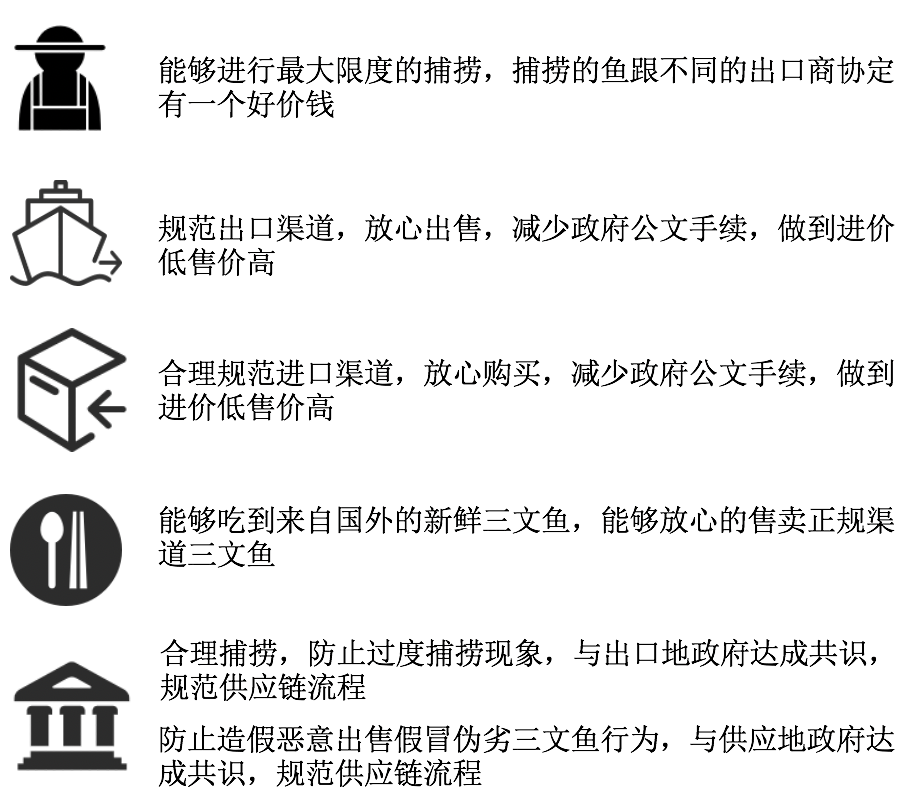 能够进行最大限度的捕捞，捕捞的鱼跟不同的出口商协定
有一个好价钱
规范出口渠道，放心出售，减少政府公文手续，做到进价
低售价高
合理规范进口渠道，放心购买，减少政府公文手续，做到
进价低售价高
能够吃到来自国外的新鲜三文鱼，能够放心的售卖正规渠
道三文鱼
合理捕捞，防止过度捕捞现象，与出口地政府达成共识，
规范供应链流程
防止造假恶意出售假冒伪劣三文鱼行为，与供应地政府达
成共识，规范供应链流程